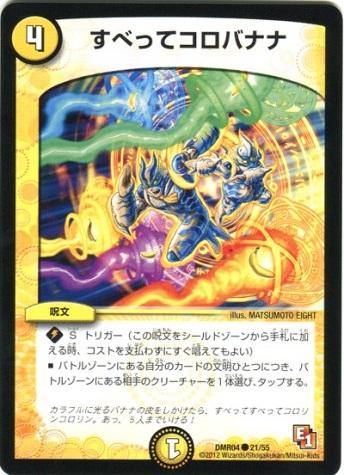 4
すべってコロバナナ
illus. MATSUMOTO EIGHT
呪文
S トリガー（この呪文をシールドゾーンから手札に加
える時、コストを支払わずにすぐ唱えてもよい）
■ バトルゾーンにある自分のカードの文明ひとつにつき、バ
トルゾーンにある相手のクリーチャーを１体選び、タップする。
カラフルに光るバナナの皮をしかけたら、すべってすべってコロリ
ンコロリン。あっ、５人までいける！
1
DMR04 ● 21/55
©2012 Wizards/Shogakukan/Mitsui-Kids